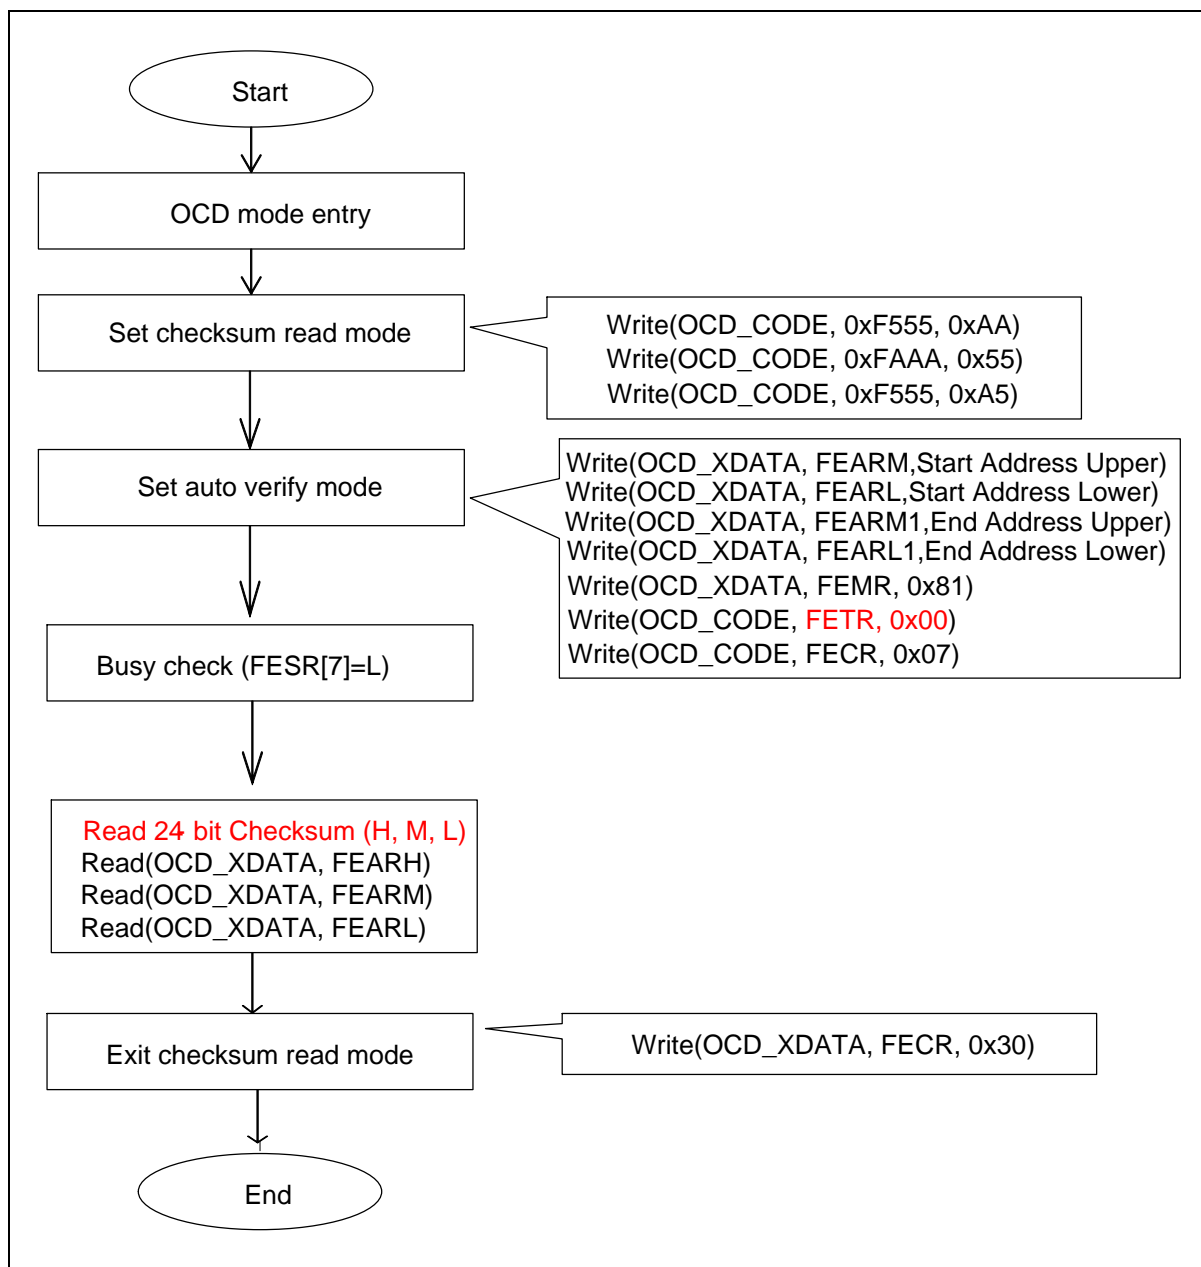 Start
OCD mode entry
Set checksum read mode
Write(OCD_CODE, 0xF555, 0xAA)
Write(OCD_CODE, 0xFAAA, 0x55)
Write(OCD_CODE, 0xF555, 0xA5)
Set auto verify mode
Write(OCD_XDATA, FEARM,Start Address Upper)
Write(OCD_XDATA, FEARL,Start Address Lower)
Write(OCD_XDATA, FEARM1,End Address Upper)
Write(OCD_XDATA, FEARL1,End Address Lower)
Write(OCD_XDATA, FEMR, 0x81)
Write(OCD_CODE, FETR, 0x00)
Write(OCD_CODE, FECR, 0x07)
Busy check (FESR[7]=L)
Read 24 bit Checksum (H, M, L)
Read(OCD_XDATA, FEARH)
Read(OCD_XDATA, FEARM)
Read(OCD_XDATA, FEARL)
Exit checksum read mode
Write(OCD_XDATA, FECR, 0x30)
End